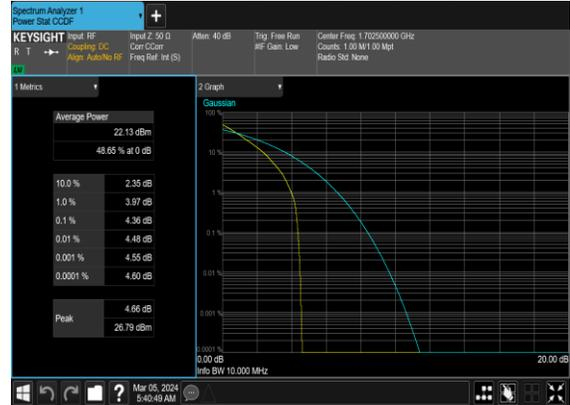 Spectrum Analyzer 1
Power Stat CCDF
+
KEYSIGHT
R T
LNI
Input: RF
Coupling: DC
Align: Auto/No RF
Input Z: 50 Ω
Corr CCorr
Freq Ref: Int (S)
Atten: 40 dB
Trig: Free Run
#IF Gain: Low
Center Freq: 1.702500000 GHz
Counts: 1.00 M/1.00 Mpt
Radio Std: None
1 Metrics
2 Graph
Average Power
22.13 dBm
48.65 % at 0 dB
10.0 % 2.35 dB
1.0 % 3.97 dB
0.1 % 4.36 dB
0.01 % 4.48 dB
0.001 % 4.55 dB
0.0001 % 4.60 dB
Peak
4.66 dB
26.79 dBm
Gaussian
100 %
10 %
1 %
0.1 %
0.01 %
0.001 %
0.0001 %
0.00 dB 20.00 dB
Info BW 10.000 MHz
?
Mar 05, 2024
5:40:49 AM